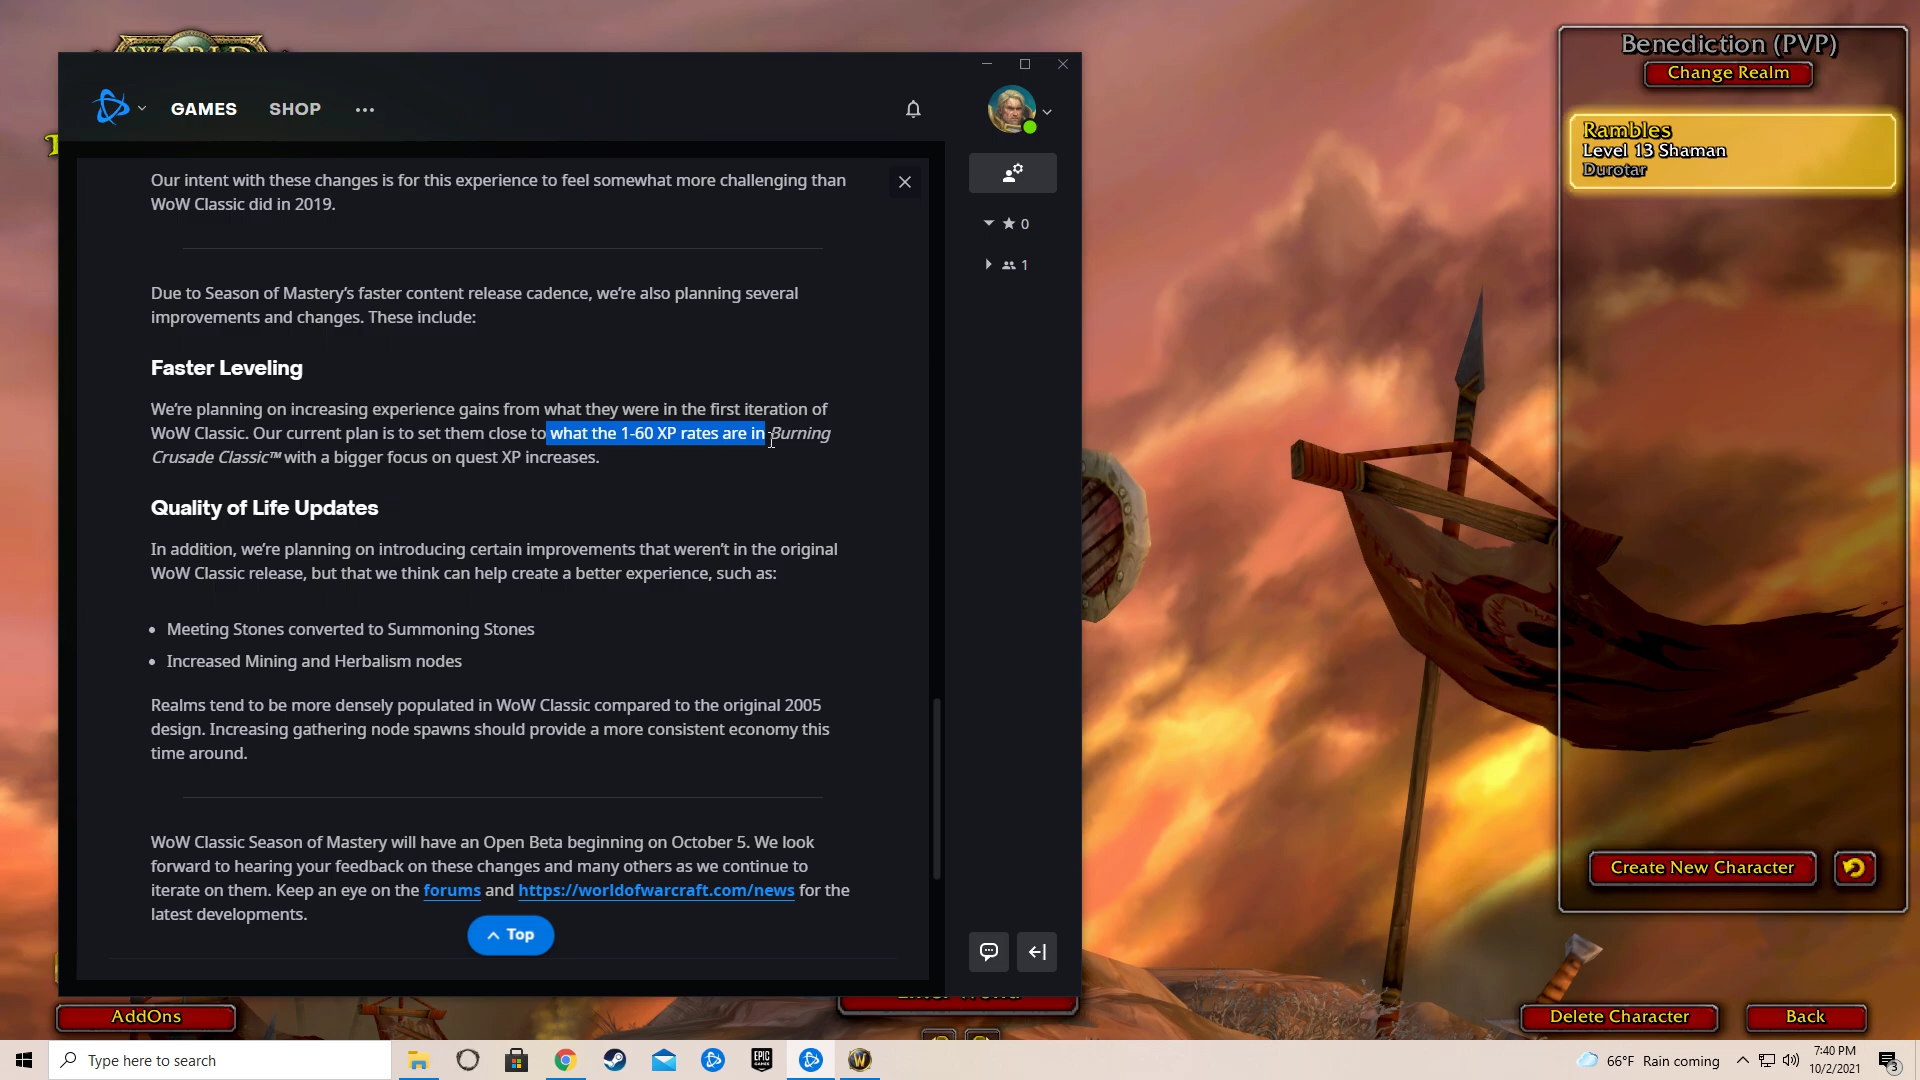 WORLD
Benediction (PVP)
Change Realm
Rambles
Level 13 Shaman
Durotar
GAMES
SHOP
Our intent with these changes is for this experience to feel somewhat more challenging than
WoW Classic did in 2019.
0
1
Due to Season of Mastery's faster content release cadence, we're also planning several
improvements and changes. These include:
Faster Leveling
We're planning on increasing experience gains from what they were in the first iteration of
WoW Classic. Our current plan is to set them close to what the 1-60 XP rates are in Burning
Crusade Classic™ with a bigger focus on quest XP increases.
Quality of Life Updates
In addition, we're planning on introducing certain improvements that weren't in the original
WoW Classic release, but that we think can help create a better experience, such as:
• Meeting Stones converted to Summoning Stones
• Increased Mining and Herbalism nodes
Realms tend to be more densely populated in WoW Classic compared to the original 2005
design. Increasing gathering node spawns should provide a more consistent economy this
time around.
WoW Classic Season of Mastery will have an Open Beta beginning on October 5. We look
forward to hearing your feedback on these changes and many others as we continue to
iterate on them. Keep an eye on the forums and https://worldofwarcraft.com/news for the
latest developments.
Top
Create New Character
AddOns
Delete Character
Back
Type here to search
EPIC
GAMES
66°F Rain coming
7:40 PM
10/2/2021
3